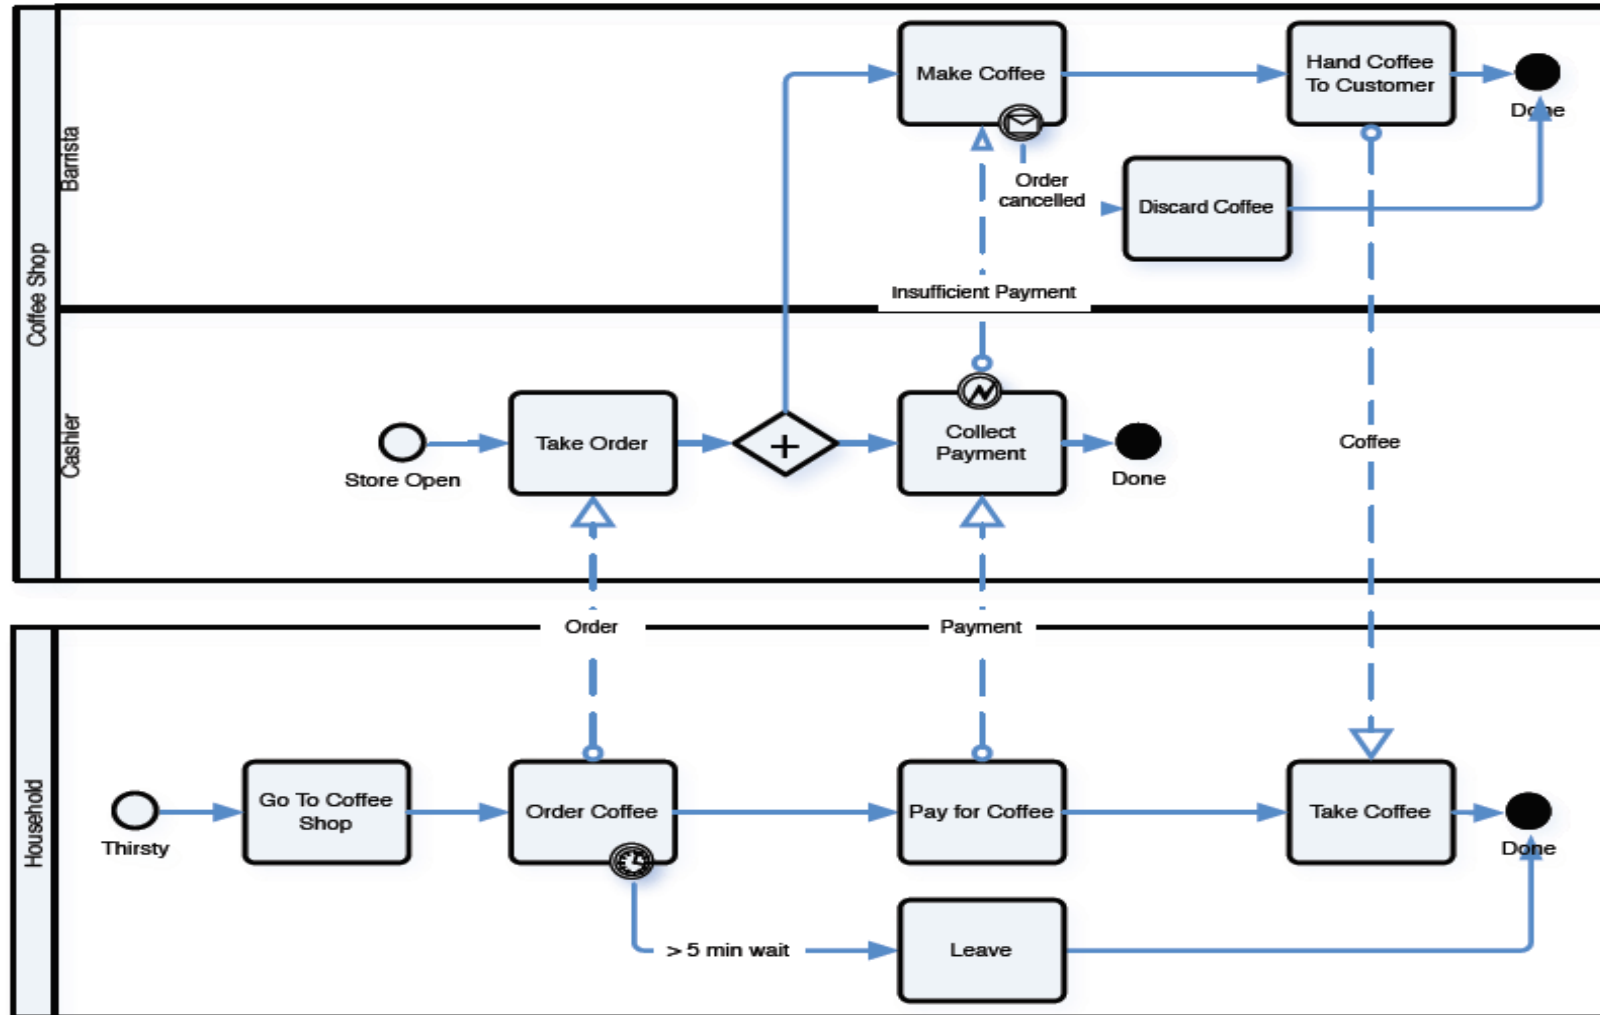 Coffee Shop
Barrista
Make Coffee
Hand Coffee
To Customer
Done
Order
cancelled
Discard Coffee
Insufficient Payment
Cashier
Store Open
Take Order
Collect
Payment
Done
Coffee
Order
Payment
Household
Thirsty
Go To Coffee
Shop
Order Coffee
Pay for Coffee
Take Coffee
Done
> 5 min wait
Leave